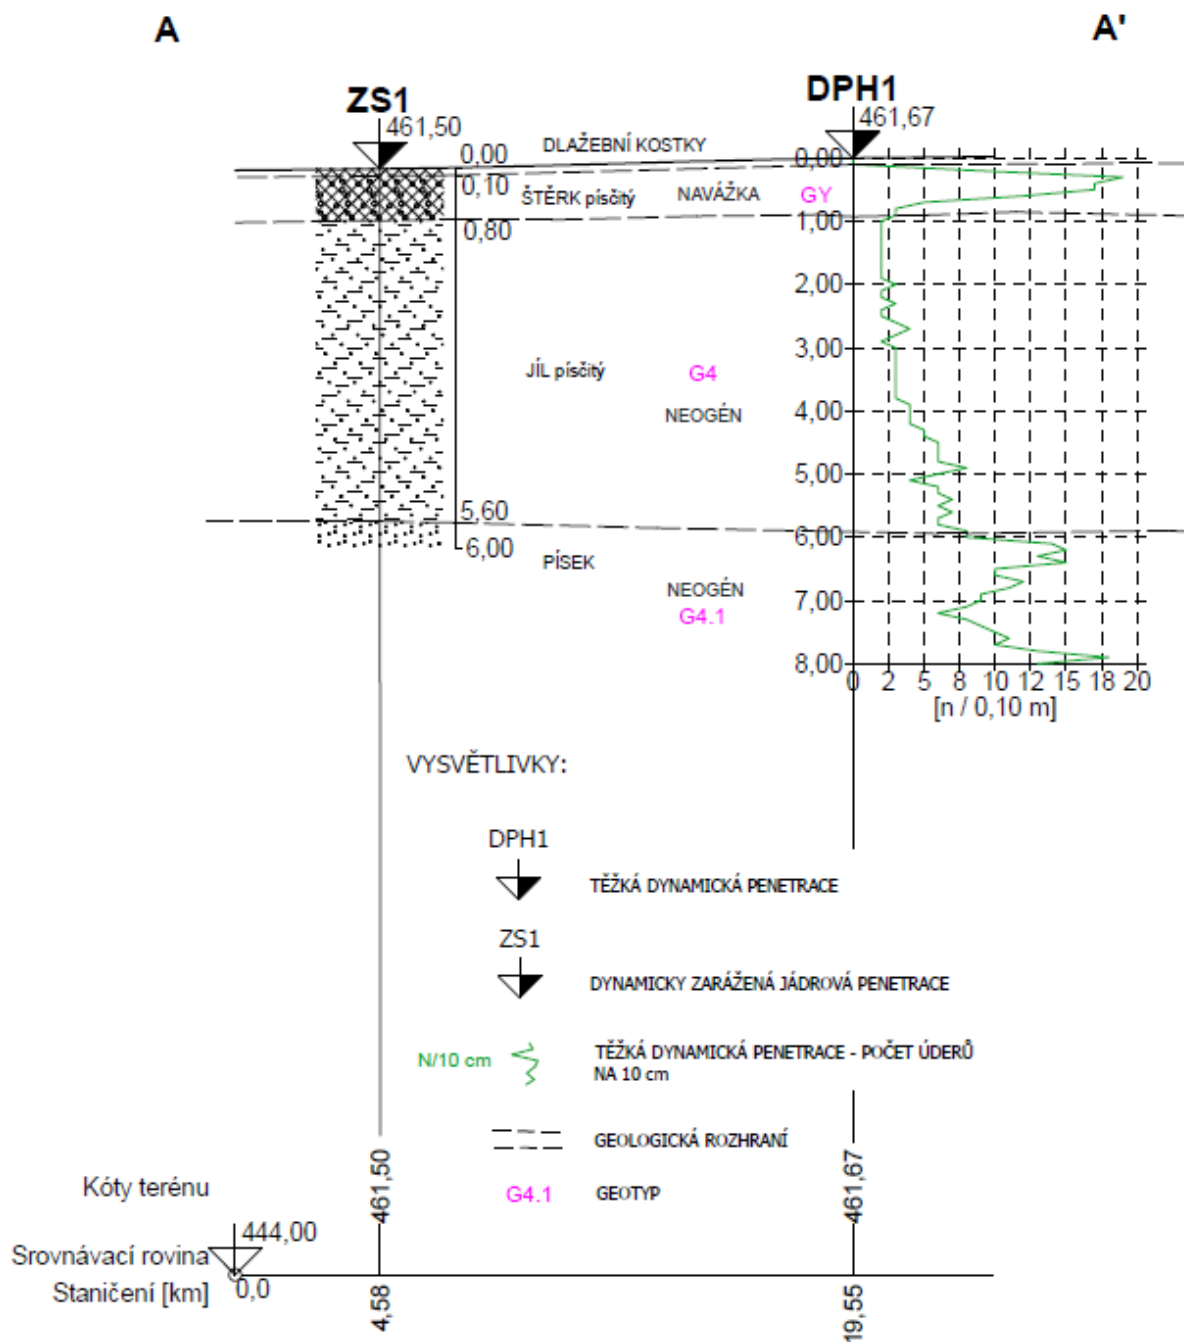 A
A'
ZS1
DPH1
461,50
461,67
0,00
DLAŽEBNÍ KOSTKY
0,00
0,10
ŠTĚRK písčitý
NAVÁŽKA
GY
0,80
1,00
2,00
3,00
JÍL písčitý
G4
NEOGÉN
4,00
5,00
5,60
6,00
6,00
PÍSEK
NEOGÉN
G4.1
7,00
8,00
0 2 5 8 10 12 15 18 20
[n / 0,10 m]
VYSVĚTLIVKY:
DPH1
TĚŽKÁ DYNAMICKÁ PENETRACE
ZS1
DYNAMICKY ZARÁŽENÁ JÁDROVÁ PENETRACE
N/10 cm
TĚŽKÁ DYNAMICKÁ PENETRACE - POČET ÚDERŮ
NA 10 cm
GEOLOGICKÁ ROZHRANÍ
G4.1
GEOTYP
Kóty terénu
461,50
461,67
444,00
Srovnávací rovina
0,0
Staničení [km]
4,58
19,55